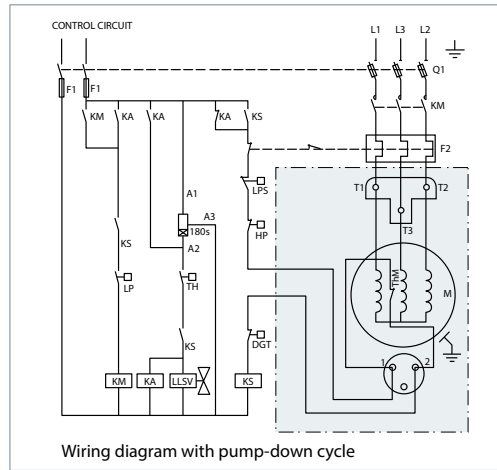 CONTROL CIRCUIT
L1 L3 L2
F1 F1
Q1
KM KA KA KA KS KM
F2
A1 LPS T1 T2
A3
180s T3
A2 HP
KS
LP TH ThM M
KS DGT
1 2
KM KA LLSV KS
Wiring diagram with pump-down cycle